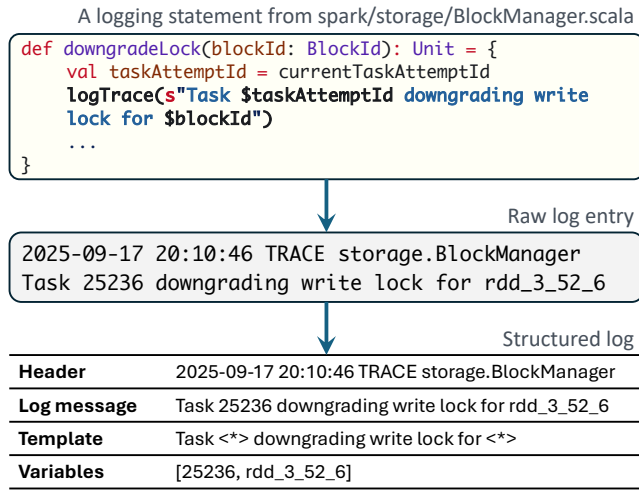 A logging statement from spark/storage/BlockManager.scala
def downgradeLock(blockId: BlockId): Unit = {
val taskAttemptId = currentTaskAttemptId
logTrace(s"Task $taskAttemptId downgrading write
lock for $blockId")
...
}
Raw log entry
2025-09-17 20:10:46 TRACE storage.BlockManager
Task 25236 downgrading write lock for rdd_3_52_6
Structured log
Header 2025-09-17 20:10:46 TRACE storage.BlockManager
Log message Task 25236 downgrading write lock for rdd_3_52_6
Template Task <*> downgrading write lock for <*>
Variables [25236, rdd_3_52_6]